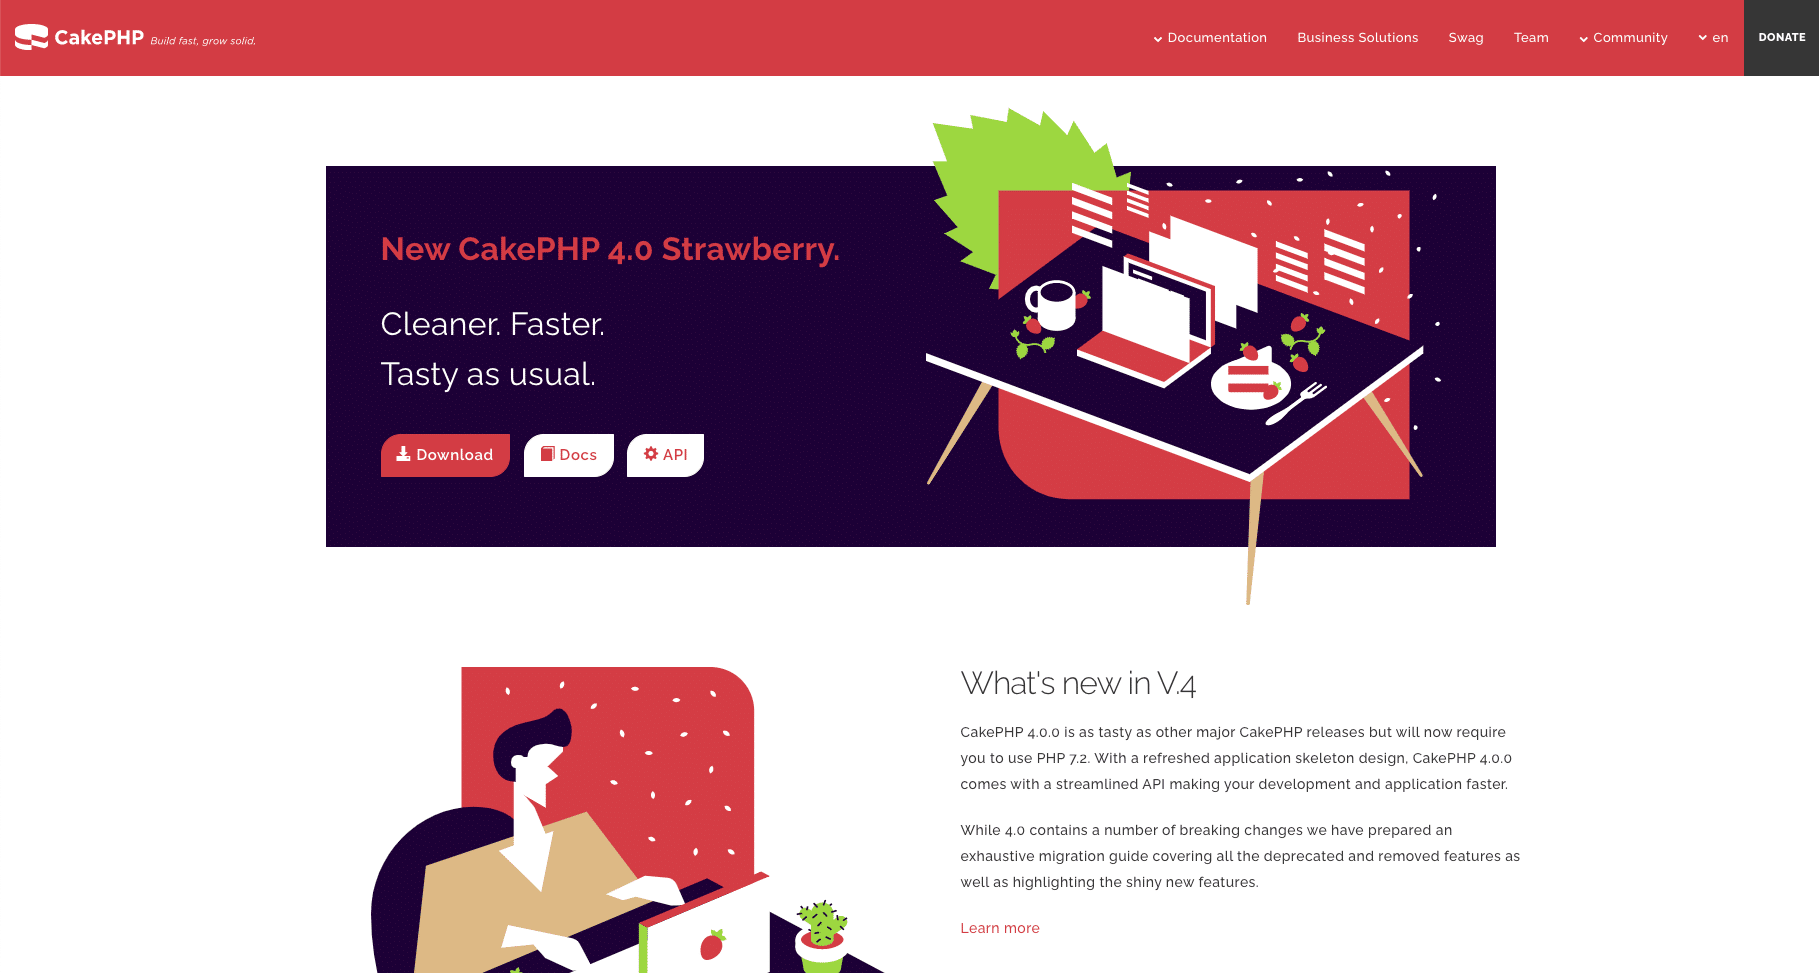 CakePHP Build fast, grow solid.
Documentation
Business Solutions
Swag
Team
Community
en
DONATE
New CakePHP 4.0 Strawberry.
Cleaner. Faster.
Tasty as usual.
Download
Docs
API
What's new in V.4
CakePHP 4.0.0 is as tasty as other major CakePHP releases but will now require
you to use PHP 7.2. With a refreshed application skeleton design, CakePHP 4.0.0
comes with a streamlined API making your development and application faster.
While 4.0 contains a number of breaking changes we have prepared an
exhaustive migration guide covering all the deprecated and removed features as
well as highlighting the shiny new features.
Learn more